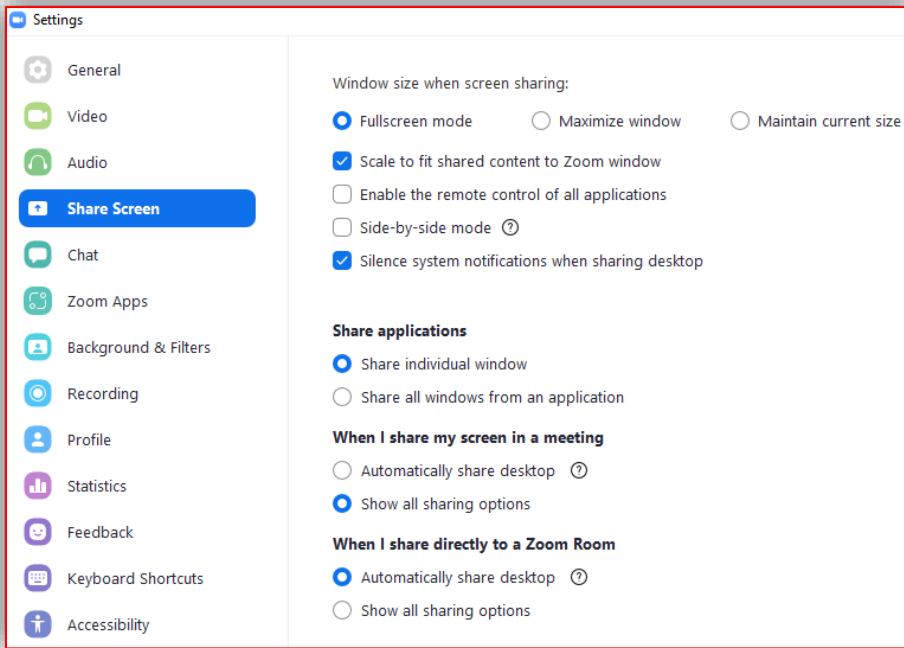 Settings
General
Video
Audio
Share Screen
Chat
Zoom Apps
Background & Filters
Recording
Profile
Statistics
Feedback
Keyboard Shortcuts
Accessibility
Window size when screen sharing:
Fullscreen mode Maximize window Maintain current size
Scale to fit shared content to Zoom window
Enable the remote control of all applications
Side-by-side mode ?
Silence system notifications when sharing desktop
Share applications
Share individual window
Share all windows from an application
When I share my screen in a meeting
Automatically share desktop ?
Show all sharing options
When I share directly to a Zoom Room
Automatically share desktop ?
Show all sharing options